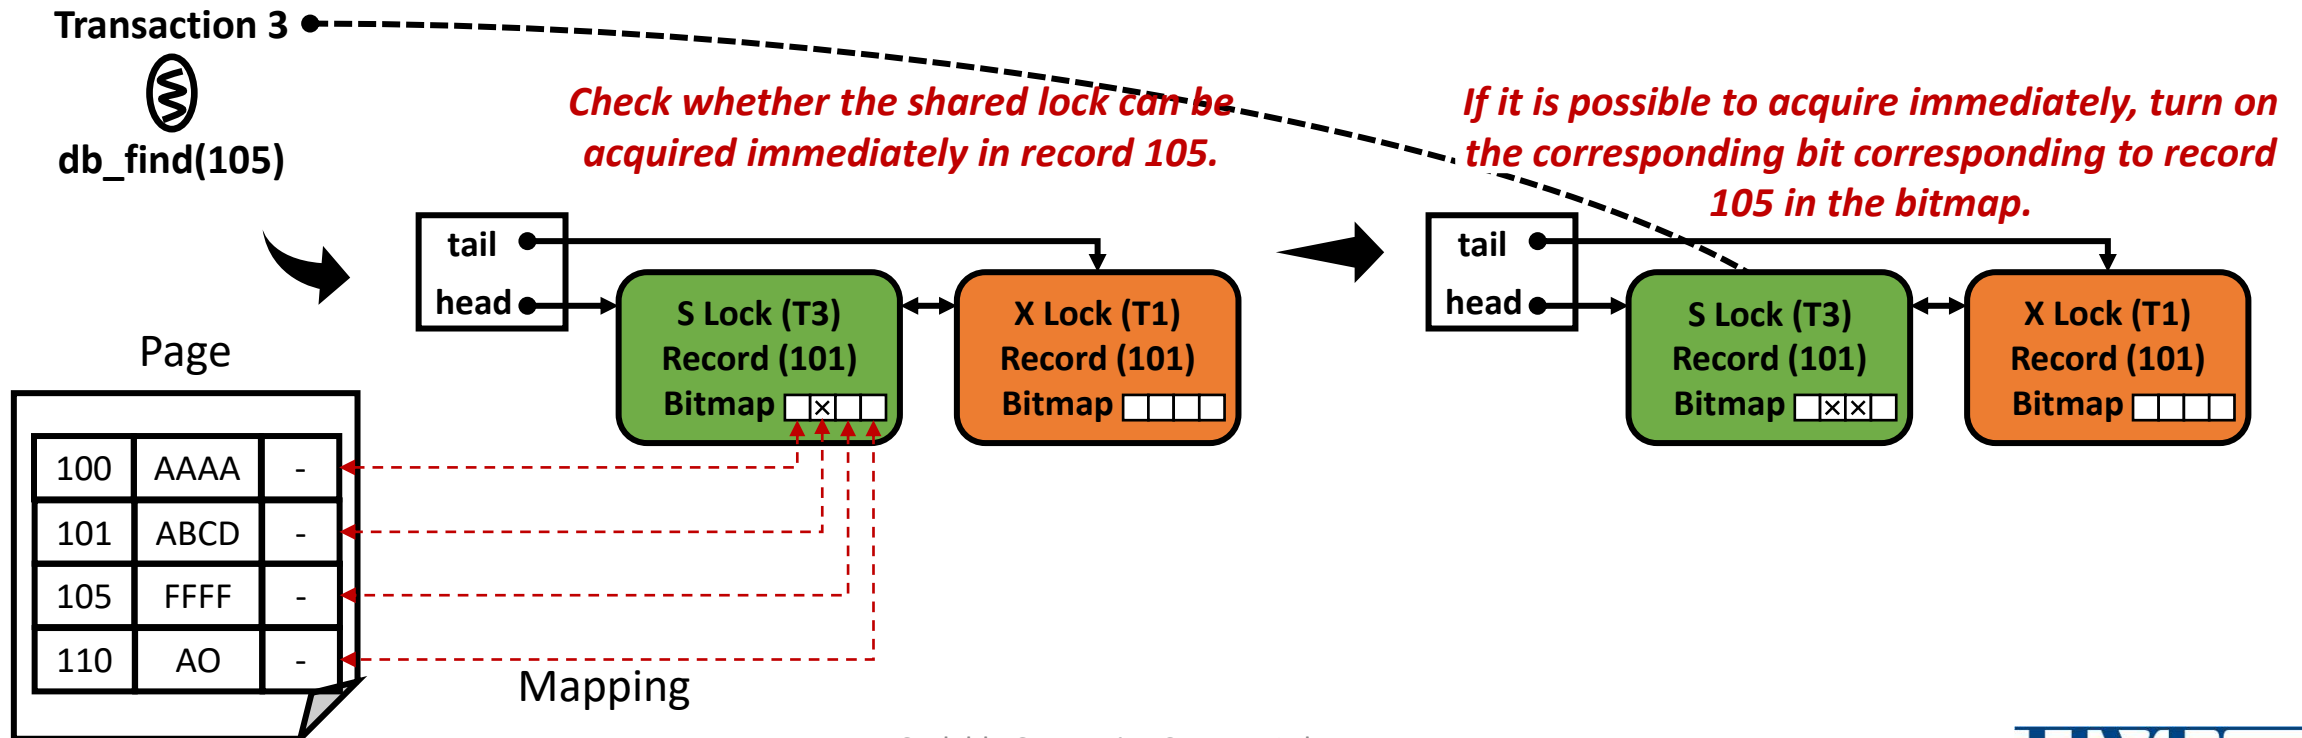 Transaction 3
db_find(105)
Check whether the shared lock can be
acquired immediately in record 105.
If it is possible to acquire immediately, turn on
the corresponding bit corresponding to record
105 in the bitmap.
tail
head
S Lock (T3)
Record (101)
Bitmap
X Lock (T1)
Record (101)
Bitmap
tail
head
S Lock (T3)
Record (101)
Bitmap
X Lock (T1)
Record (101)
Bitmap
Page
100 AAAA -
101 ABCD -
105 FFFF -
110 AO -
Mapping